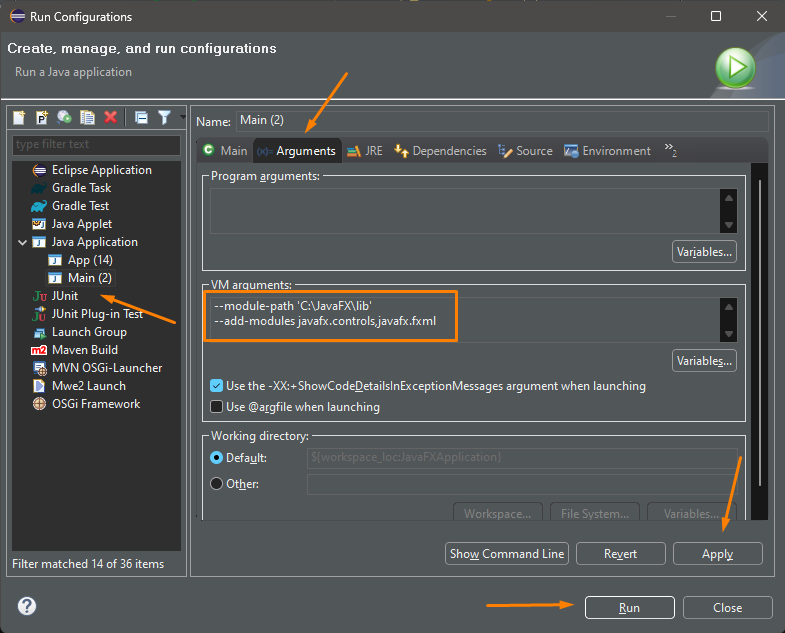 Run Configurations
Create, manage, and run configurations
Run a Java application
type filter text
Eclipse Application
Gradle Task
Gradle Test
Java Applet
Java Application
App (14)
Main (2)
JUnit
JUnit Plug-in Test
Launch Group
Maven Build
MVN OSGi-Launcher
Mwe2 Launch
OSGi Framework
Filter matched 14 of 36 items
Name: Main (2)
Main Arguments JRE Dependencies Source Environment »2
Program arguments:
Variables...
VM arguments:
--module-path 'C:\JavaFX\lib'
--add-modules javafx.controls,javafx.fxml
Variables...
Use the -XX:+ShowCodeDetailsInExceptionMessages argument when launching
Use @argfile when launching
Working directory:
Default: ${workspace_loc:JavaFXApplication}
Other:
Workspace... File System... Variables...
Show Command Line Revert Apply
Run Close